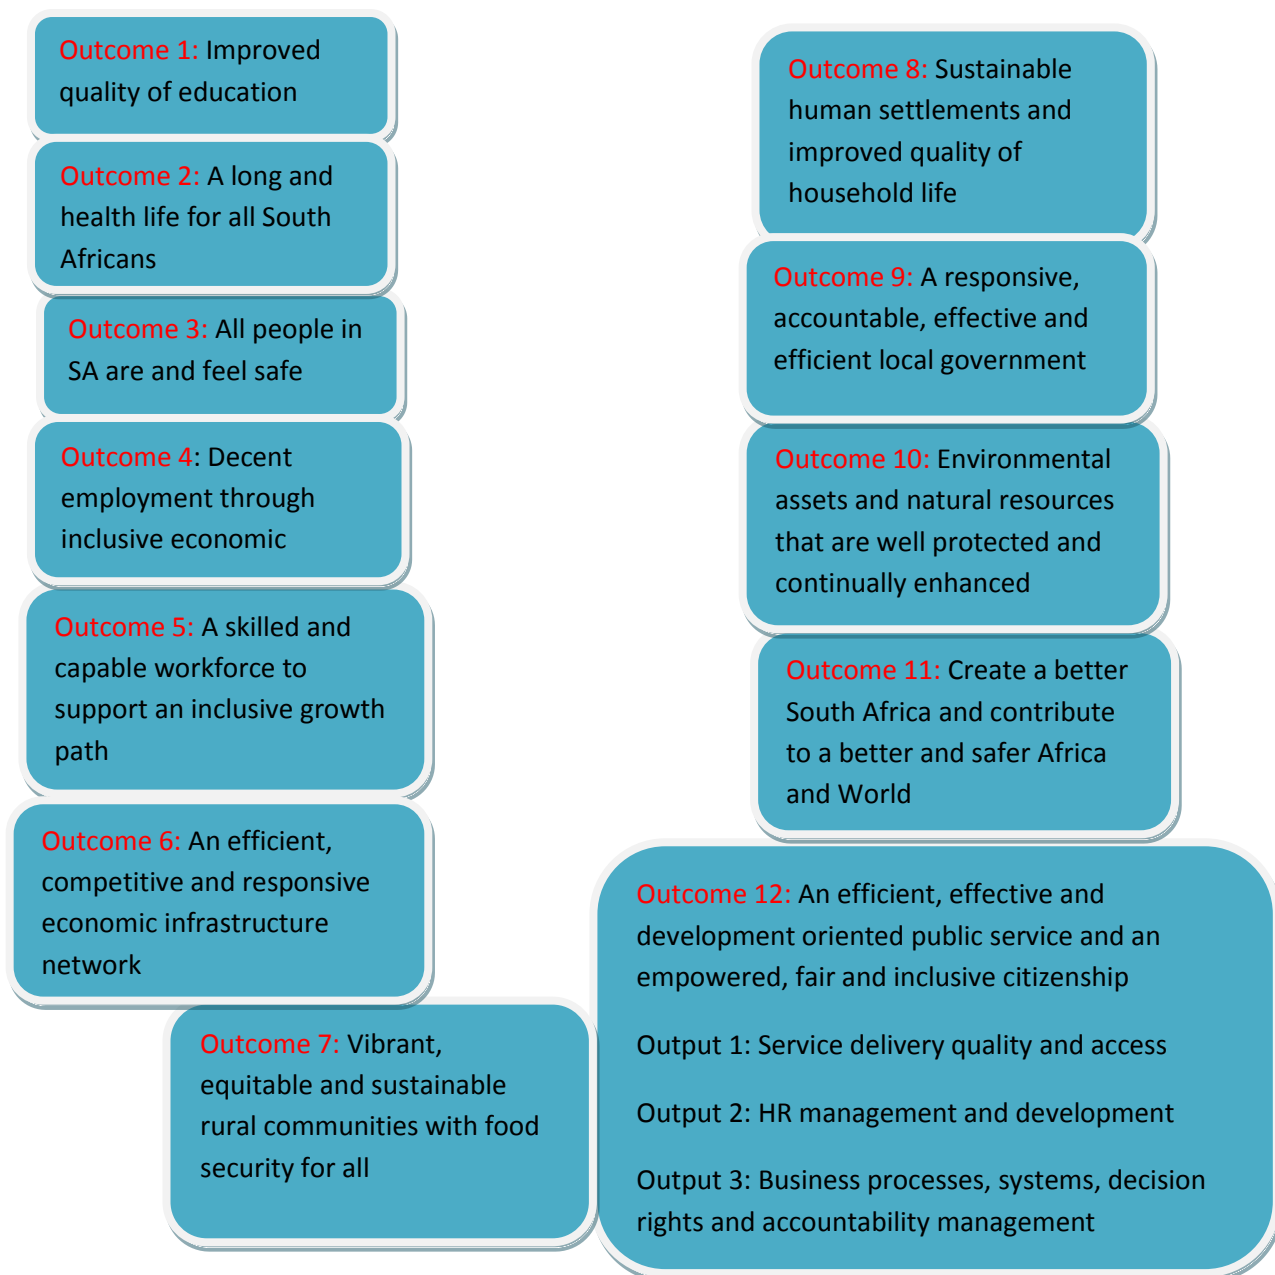 Outcome 1: Improved
quality of education
Outcome 2: A long and
health life for all South
Africans
Outcome 3: All people in
SA are and feel safe
Outcome 4: Decent
employment through
inclusive economic
Outcome 5: A skilled and
capable workforce to
support an inclusive growth
path
Outcome 6: An efficient,
competitive and responsive
economic infrastructure
network
Outcome 7: Vibrant,
equitable and sustainable
rural communities with food
security for all
Outcome 8: Sustainable
human settlements and
improved quality of
household life
Outcome 9: A responsive,
accountable, effective and
efficient local government
Outcome 10: Environmental
assets and natural resources
that are well protected and
continually enhanced
Outcome 11: Create a better
South Africa and contribute
to a better and safer Africa
and World
Outcome 12: An efficient, effective and
development oriented public service and an
empowered, fair and inclusive citizenship
Output 1: Service delivery quality and access
Output 2: HR management and development
Output 3: Business processes, systems, decision
rights and accountability management